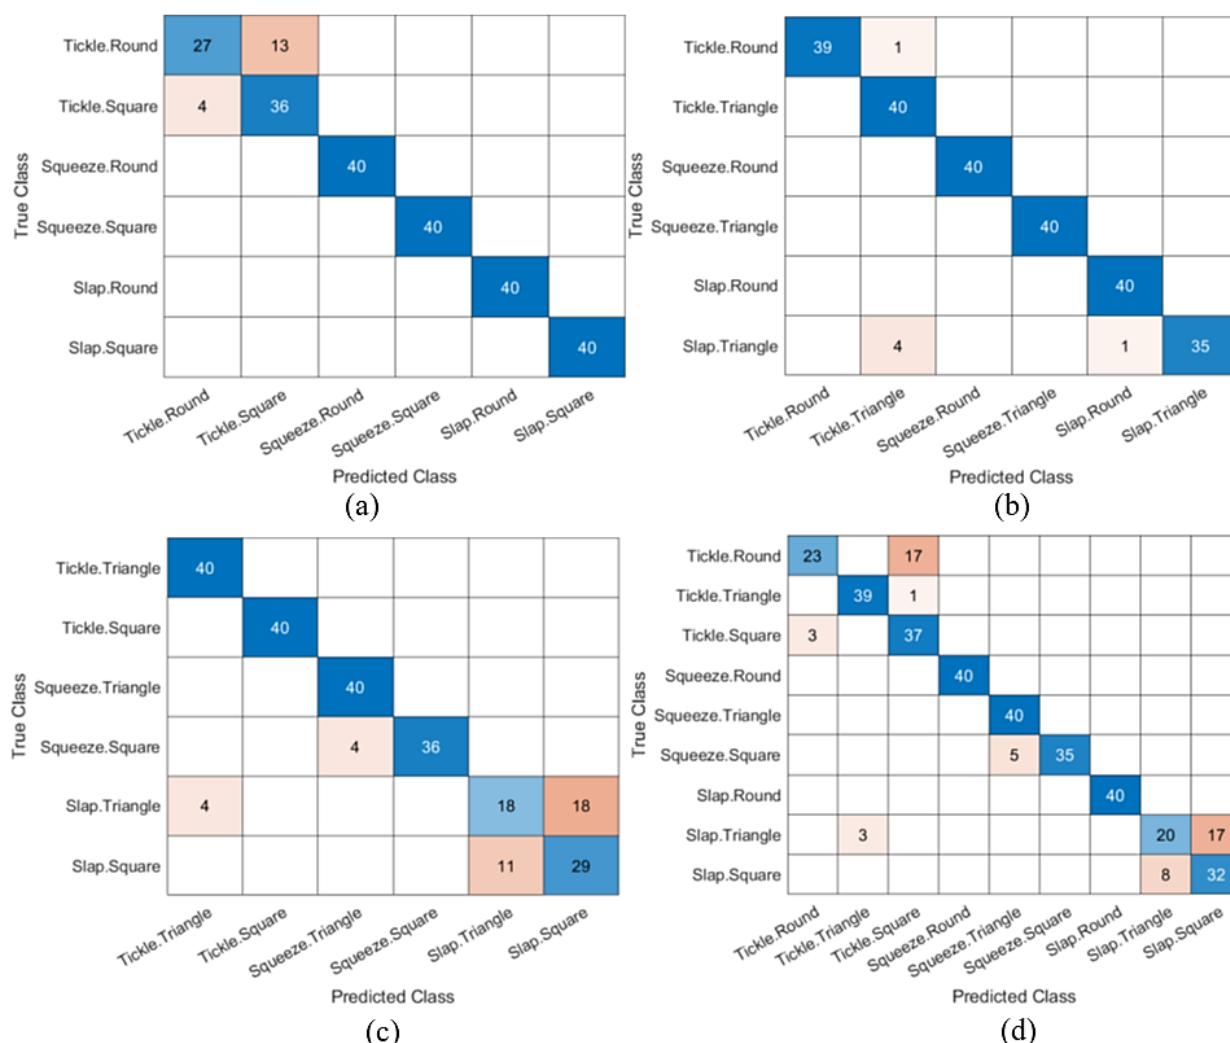 Tickle.Round 27 13
Tickle.Square 4 36
Squeeze.Round 40
Squeeze.Square 40
Slap.Round 40
Slap.Square 40
True Class
Tickle.Round Tickle.Square Squeeze.Round Squeeze.Square Slap.Round Slap.Square
Predicted Class
(a)
Tickle.Round 39 1
Tickle.Triangle 40
Squeeze.Round 40
Squeeze.Triangle 40
Slap.Round 40
Slap.Triangle 4 1 35
True Class
Tickle.Round Tickle.Triangle Squeeze.Round Squeeze.Triangle Slap.Round Slap.Triangle
Predicted Class
(b)
Tickle.Triangle 40
Tickle.Square 40
Squeeze.Triangle 40
Squeeze.Square 4 36
Slap.Triangle 4 18 18
Slap.Square 11 29
True Class
Tickle.Triangle Tickle.Square Squeeze.Triangle Squeeze.Square Slap.Triangle Slap.Square
Predicted Class
(c)
Tickle.Round 23 17
Tickle.Triangle 39 1
Tickle.Square 3 37
Squeeze.Round 40
Squeeze.Triangle 40
Squeeze.Square 5 35
Slap.Round 40
Slap.Triangle 3 20 17
Slap.Square 8 32
True Class
Tickle.Round Tickle.Triangle Tickle.Square Squeeze.Round Squeeze.Triangle Squeeze.Square Slap.Round Slap.Triangle Slap.Square
Predicted Class
(d)